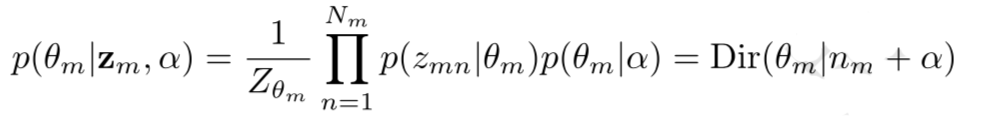 p(θ_m|𝐳_m, α) = \frac{1}{Z_{θ_m}} \prod_{n=1}^{N_m} p(z_{mn}|θ_m)p(θ_m|α) = Dir(θ_m|n_m + α)